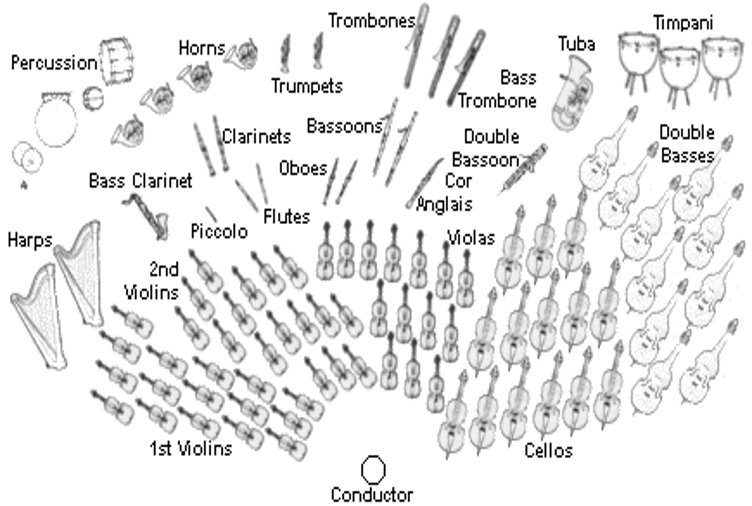 Trombones
Timpani
Horns
Tuba
Percussion
Trumpets
Bass
Trombone
Clarinets
Bassoons
Double
Bassoon
Double
Basses
Oboes
Cor
Anglais
Bass Clarinet
Flutes
Piccolo
Harps
Violas
2nd
Violins
1st Violins
Cellos
Conductor